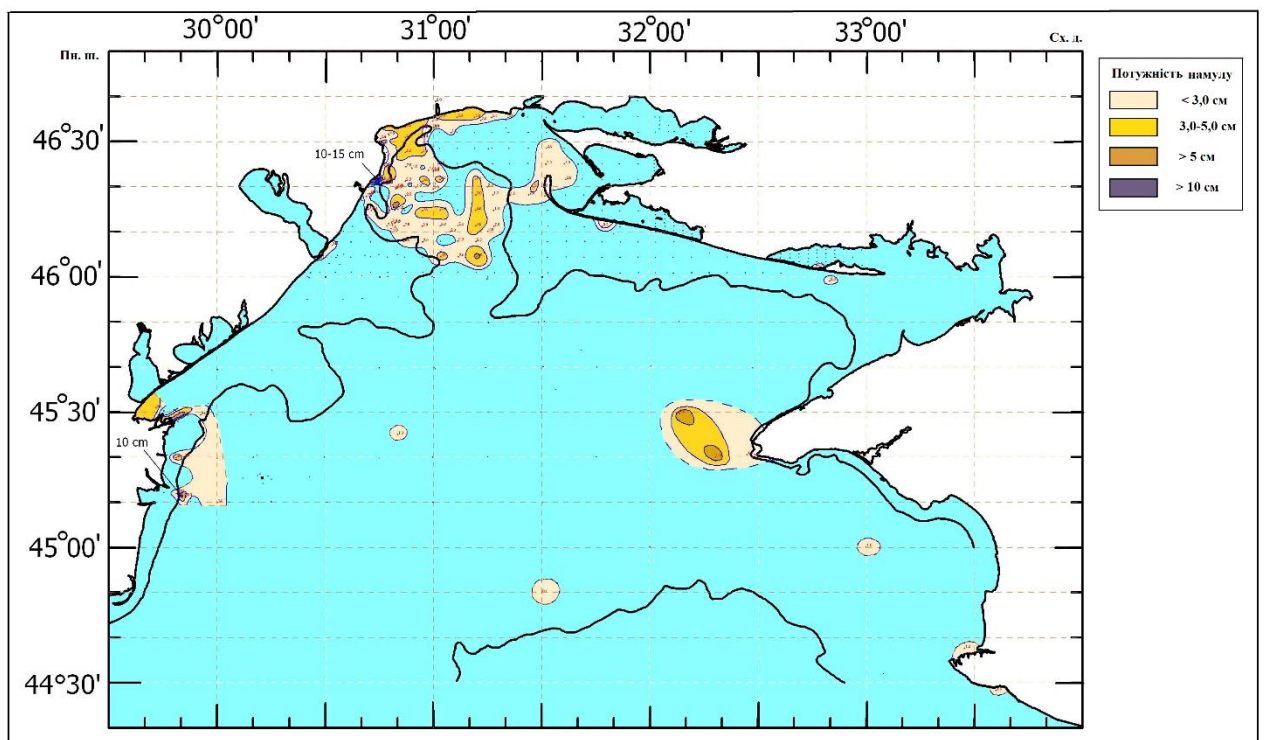 30°00' 31°00' 32°00' 33°00'
Пн. ш. Сх. д.
Потужність намулу
< 3,0 см
3,0-5,0 см
> 5 см
> 10 см
46°30'
10-15 cm
46°00'
45°30'
10 cm
45°00'
44°30'